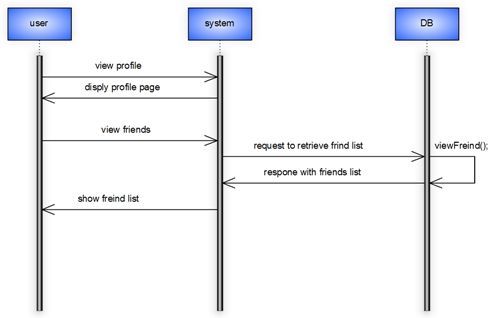 user
system
DB
view profile
disply profile page
view friends
request to retrieve frind list
viewFreind();
respone with friends list
show freind list